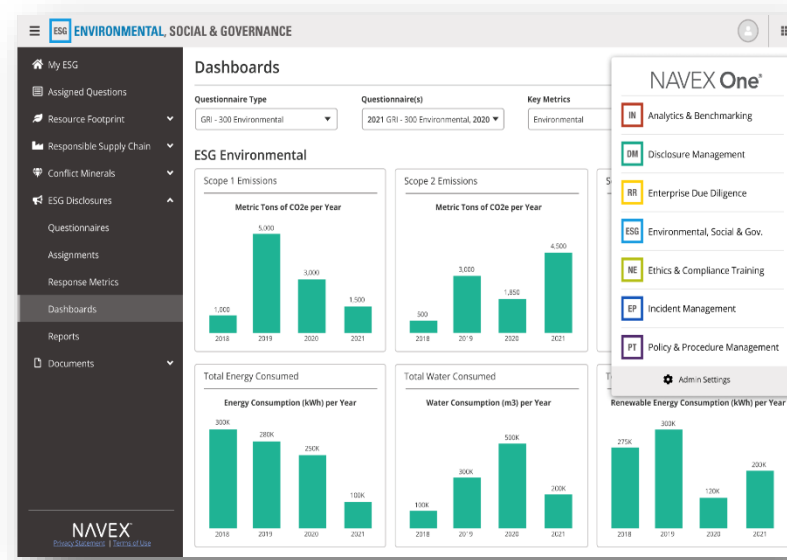 ESG ENVIRONMENTAL, SOCIAL & GOVERNANCE
My ESG
Assigned Questions
Resource Footprint
Responsible Supply Chain
Conflict Minerals
ESG Disclosures
Questionnaires
Assignments
Response Metrics
Dashboards
Reports
Documents
NAVEX
Privacy Statement | Terms of Use
Dashboards
Questionnaire Type
Questionnaire(s)
Key Metrics
GRI - 300 Environmental
2021 GRI - 300 Environmental, 2020
Environmental
ESG Environmental
Scope 1 Emissions
Metric Tons of CO2e per Year
1,000
5,000
3,000
1,500
2018 2019 2020 2021
Scope 2 Emissions
Metric Tons of CO2e per Year
500
3,000
1,850
4,500
2018 2019 2020 2021
Total Energy Consumed
Energy Consumption (kWh) per Year
300K
280K
250K
100K
2018 2019 2020 2021
Total Water Consumed
Water Consumption (m3) per Year
100K
300K
500K
200K
2018 2019 2020 2021
Renewable Energy Consumption (kWh) per Year
275K
300K
120K
200K
2018 2019 2020 2021
NAVEX One®
IN Analytics & Benchmarking
DM Disclosure Management
RR Enterprise Due Diligence
ESG Environmental, Social & Gov.
NE Ethics & Compliance Training
EP Incident Management
PT Policy & Procedure Management
Admin Settings